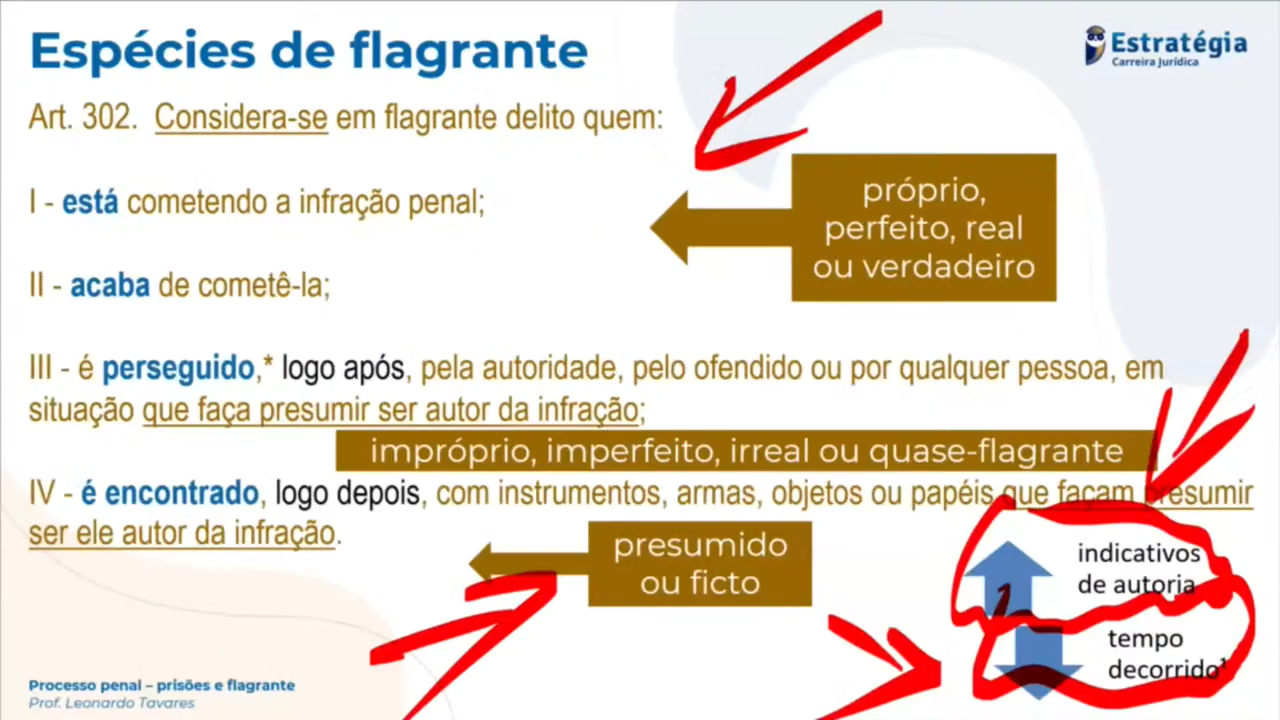 Espécies de flagrante
Estratégia
Carreira Jurídica
Art. 302. Considera-se em flagrante delito quem:
I - está cometendo a infração penal;
próprio,
perfeito, real
ou verdadeiro
II - acaba de cometê-la;
III - é perseguido,* logo após, pela autoridade, pelo ofendido ou por qualquer pessoa, em
situação que faça presumir ser autor da infração;
impróprio, imperfeito, irreal ou quase-flagrante
IV - é encontrado, logo depois, com instrumentos, armas, objetos ou papéis que façam presumir
ser ele autor da infração.
presumido
ou ficto
indicativos
de autoria
tempo
decorrido¹
Processo penal – prisões e flagrante
Prof. Leonardo Tavares